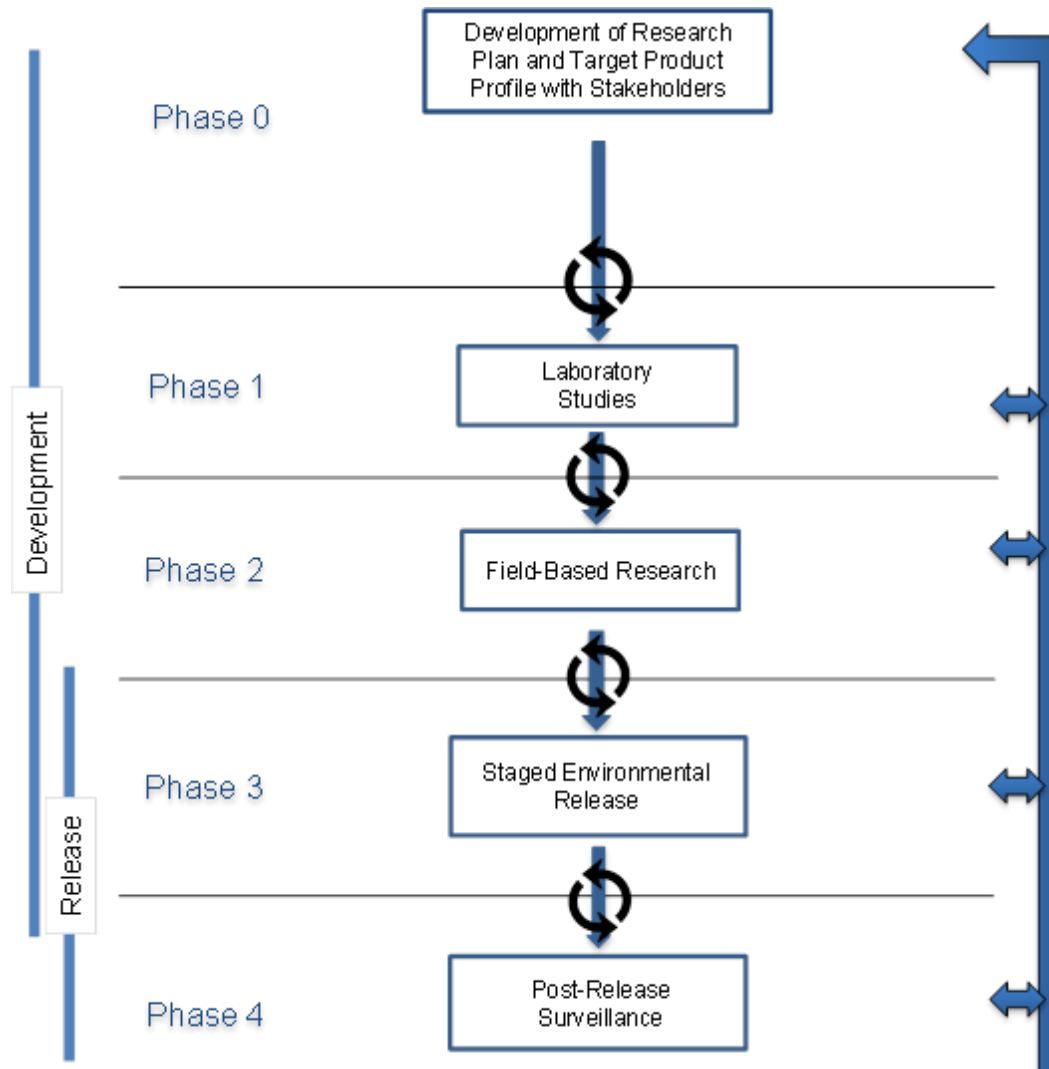 Development of Research
Plan and Target Product
Profile with Stakeholders
Phase 0
Phase 1
Laboratory
Studies
Development
Phase 2
Field-Based Research
Phase 3
Staged Environmental
Release
Release
Phase 4
Post-Release
Surveillance